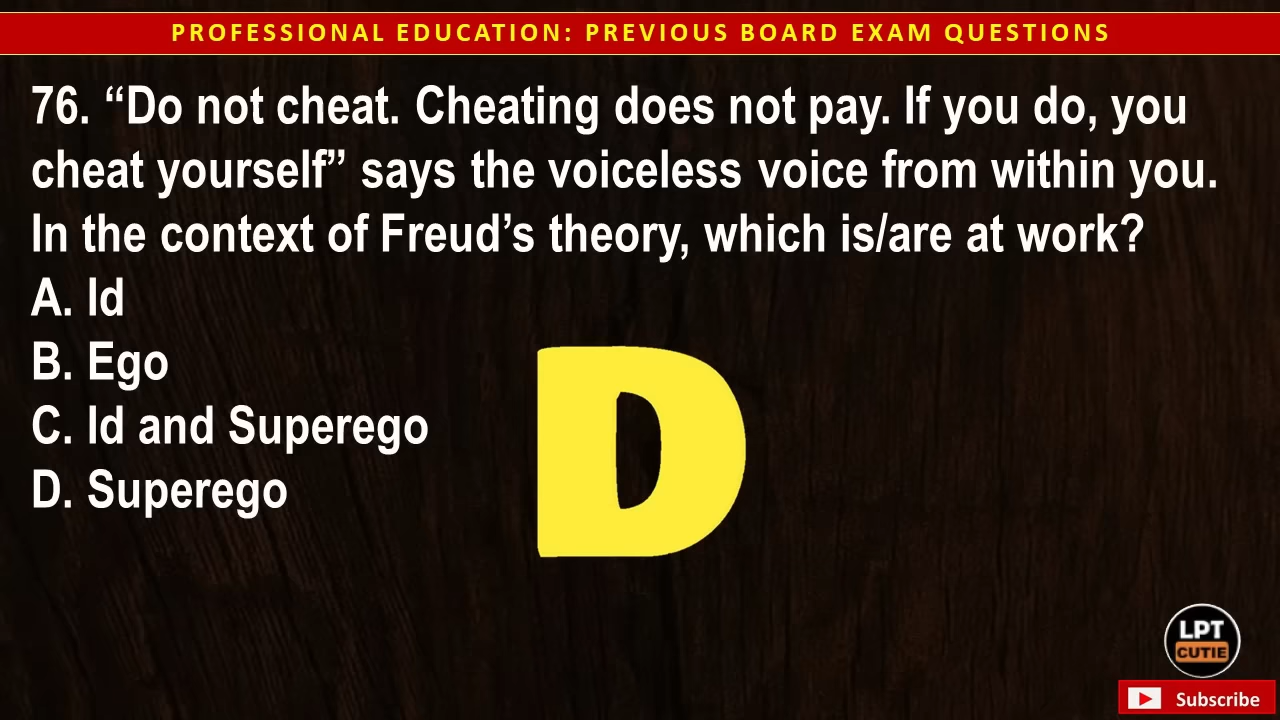 PROFESSIONAL EDUCATION: PREVIOUS BOARD EXAM QUESTIONS
76. “Do not cheat. Cheating does not pay. If you do, you
cheat yourself” says the voiceless voice from within you.
In the context of Freud’s theory, which is/are at work?
A. Id
B. Ego
C. Id and Superego
D. Superego
D
LPT
CUTIE
Subscribe